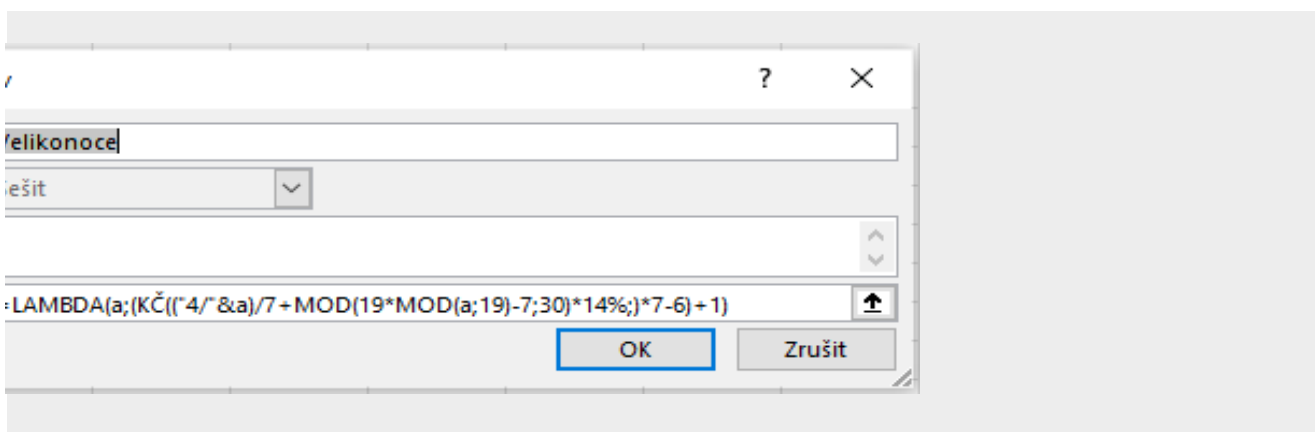 ?
Velikonoce
Sešit
=LAMBDA(a;(KČ(("4/"&a)/7+MOD(19*MOD(a;19)-7;30)*14%;)*7-6)+1)
OK
Zrušit